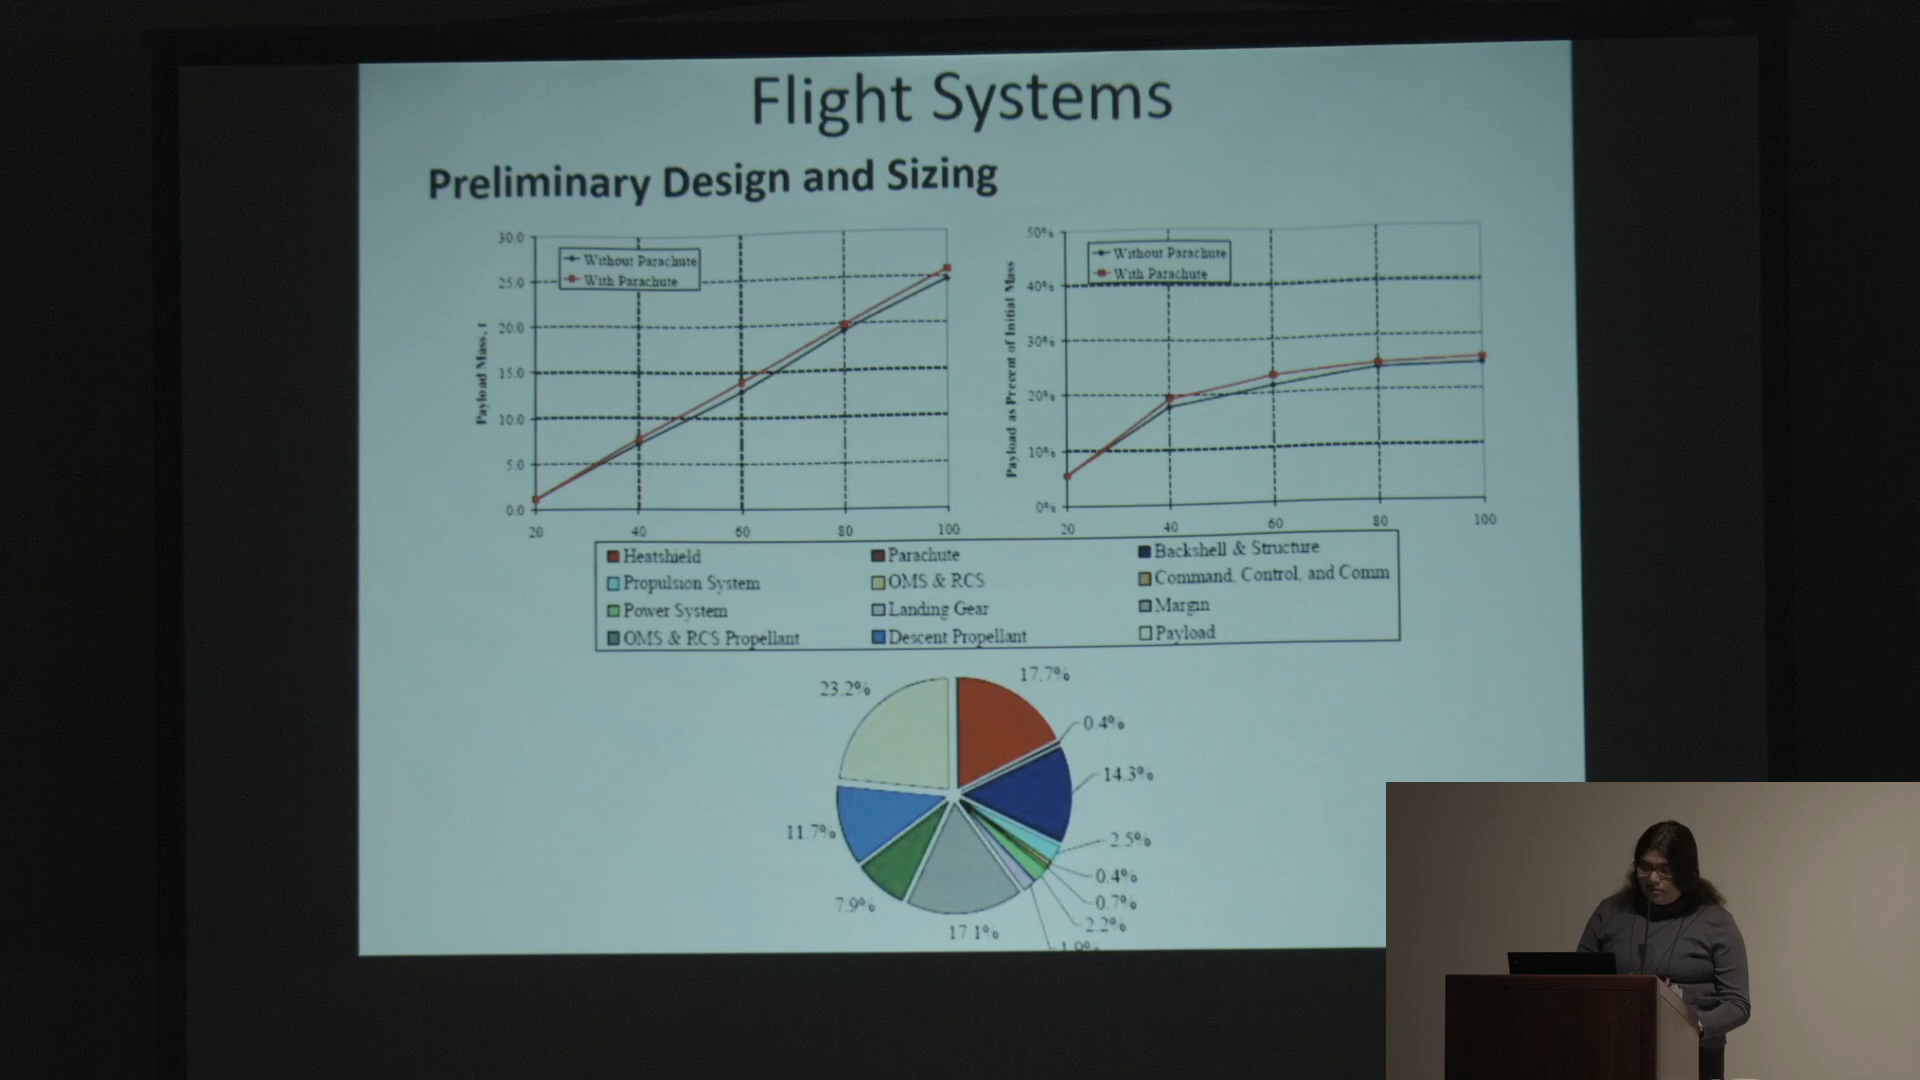 Flight Systems
Preliminary Design and Sizing
30.0
25.0
20.0
15.0
10.0
5.0
0.0
Payload Mass, t
Without Parachute
With Parachute
20 40 60 80 100
50%
40%
30%
20%
10%
0%
Payload as Percent of Initial Mass
Without Parachute
With Parachute
20 40 60 80 100
Heatshield Parachute Backshell & Structure
Propulsion System OMS & RCS Command, Control, and Comm
Power System Landing Gear Margin
OMS & RCS Propellant Descent Propellant Payload
17.7%
23.2%
0.4%
14.3%
11.7%
2.5%
0.4%
0.7%
7.9%
2.2%
17.1%
1.9%